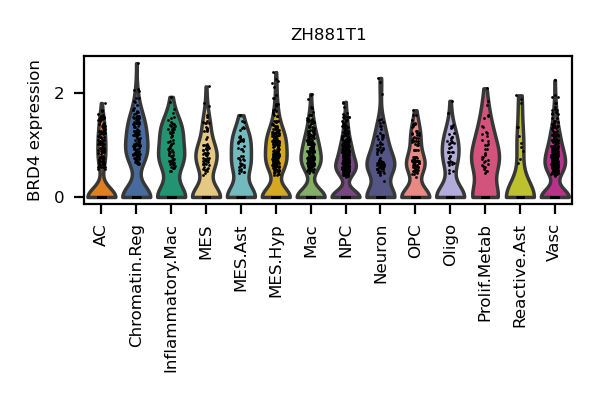 ZH881T1
BRD4 expression
2
0
AC
Chromatin.Reg
Inflammatory.Mac
MES
MES.Ast
MES.Hyp
Mac
NPC
Neuron
OPC
Oligo
Prolif.Metab
Reactive.Ast
Vasc